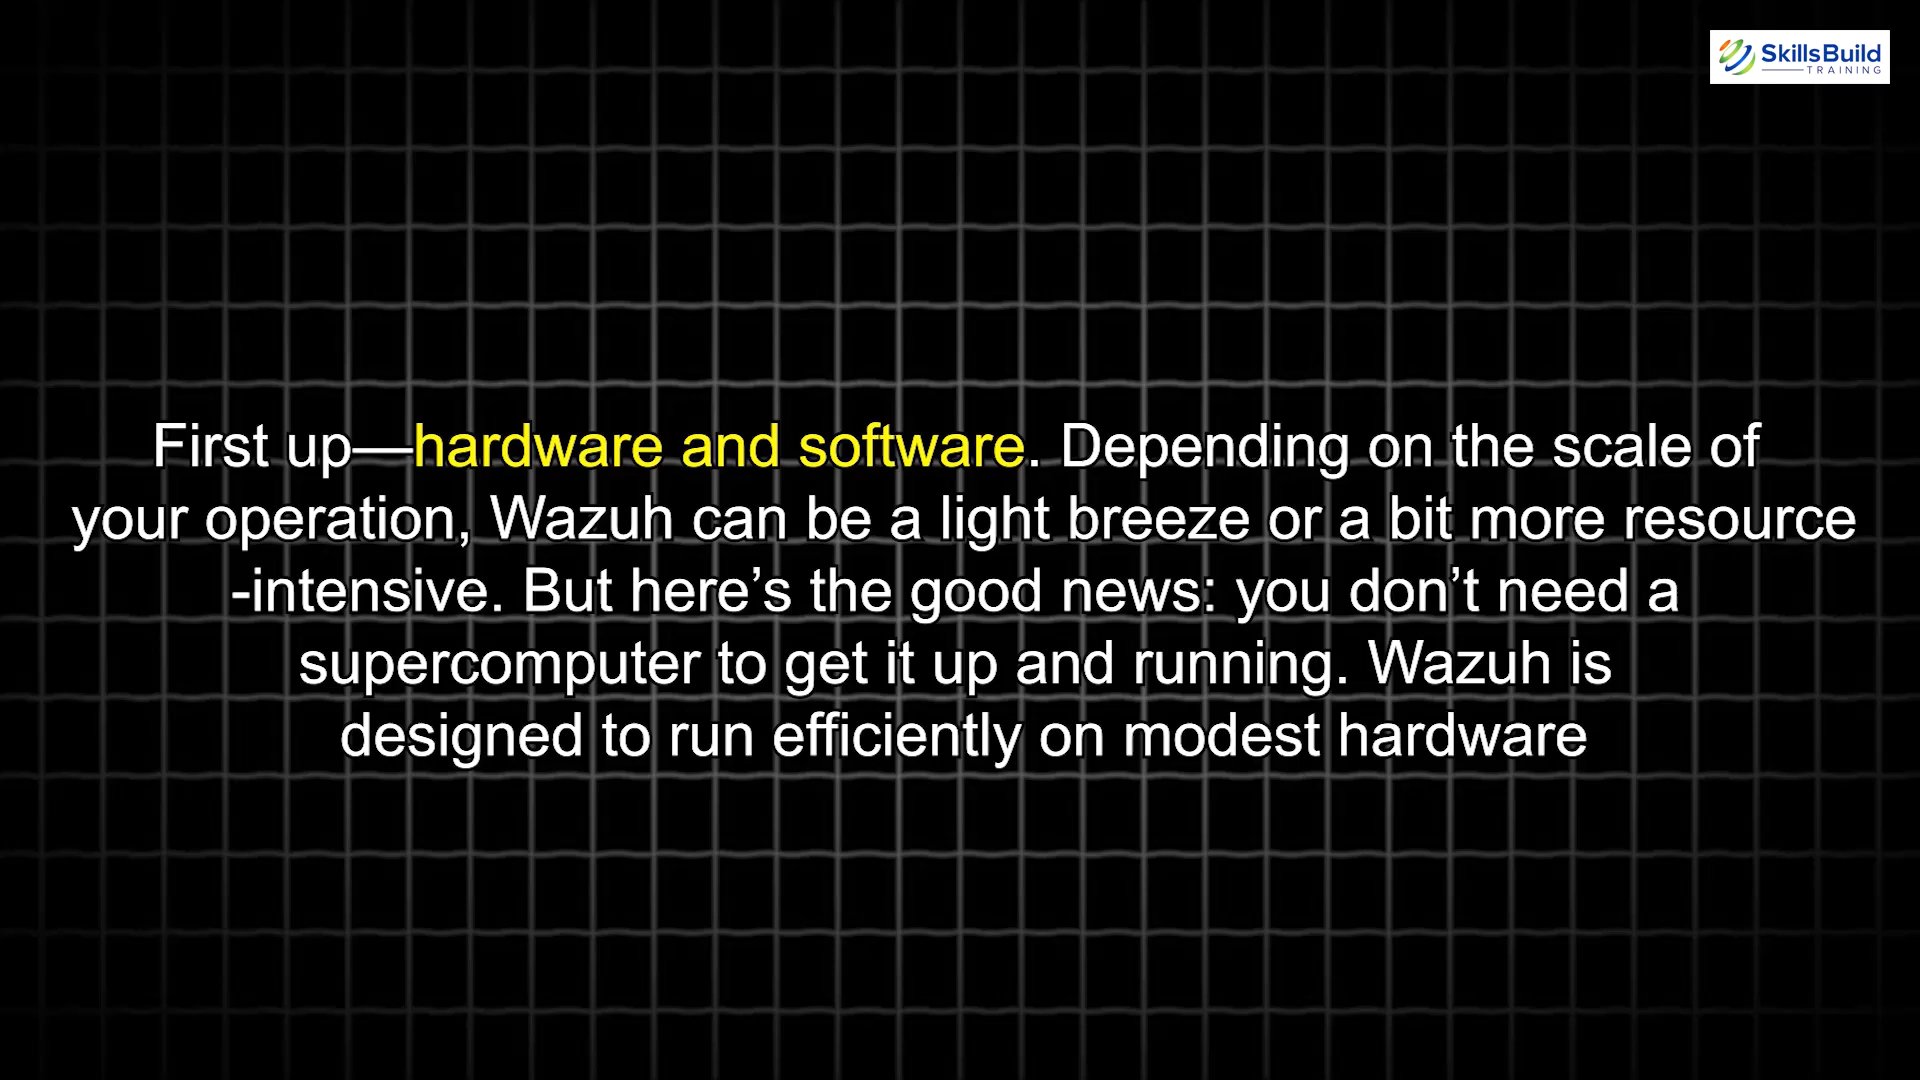 SkillsBuild
TRAINING
First up—hardware and software. Depending on the scale of
your operation, Wazuh can be a light breeze or a bit more resource
-intensive. But here’s the good news: you don’t need a
supercomputer to get it up and running. Wazuh is
designed to run efficiently on modest hardware